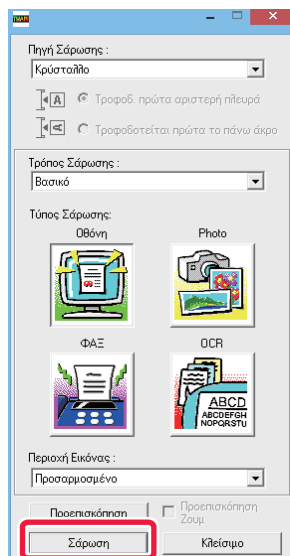 Πηγή Σάρωσης :
Κρύσταλλο
A
Τροφοδ. πρώτα αριστερή πλευρά
A
Τροφοδοτείται πρώτα το πάνω άκρο
Τρόπος Σάρωσης :
Βασικό
Τύπος Σάρωσης:
Οθόνη Photo
ΦΑΞ OCR
ABCD
ABCDEFGH
NOPQRSTU
Περιοχή Εικόνας :
Προσαρμοσμένο
Προεπισκόπηση
Προεπισκόπηση
Ζουμ
Σάρωση Κλείσιμο